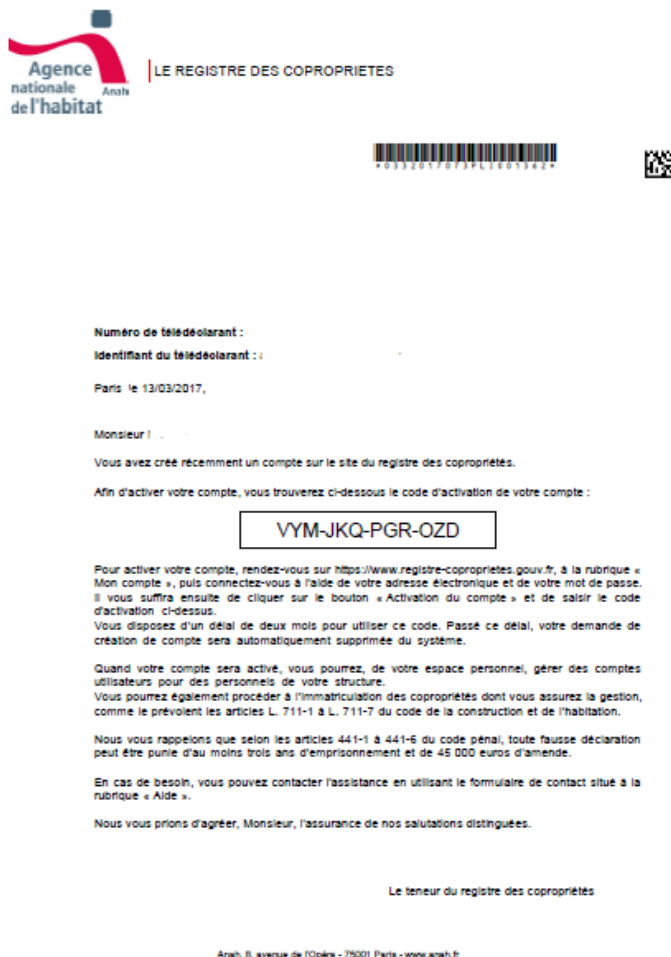 Agence
nationale
de l'habitat
Anah
LE REGISTRE DES COPROPRIETES
*0332017073PLI001362*
Numéro de télédéclarant :
Identifiant du télédéclarant :
Paris le 13/03/2017,
Monsieur
Vous avez créé récemment un compte sur le site du registre des copropriétés.
Afin d'activer votre compte, vous trouverez ci-dessous le code d'activation de votre compte :
VYM-JKQ-PGR-OZD
Pour activer votre compte, rendez-vous sur https://www.registre-coproprietes.gouv.fr, à la rubrique «
Mon compte », puis connectez-vous à l'aide de votre adresse électronique et de votre mot de passe.
Il vous suffira ensuite de cliquer sur le bouton « Activation du compte » et de saisir le code
d'activation ci-dessus.
Vous disposez d'un délai de deux mois pour utiliser ce code. Passé ce délai, votre demande de
création de compte sera automatiquement supprimée du système.
Quand votre compte sera activé, vous pourrez, de votre espace personnel, gérer des comptes
utilisateurs pour des personnels de votre structure.
Vous pourrez également procéder à l'immatriculation des copropriétés dont vous assurez la gestion,
comme le prévoient les articles L. 711-1 à L. 711-7 du code de la construction et de l'habitation.
Nous vous rappelons que selon les articles 441-1 à 441-6 du code pénal, toute fausse déclaration
peut être punie d'au moins trois ans d'emprisonnement et de 45 000 euros d'amende.
En cas de besoin, vous pouvez contacter l'assistance en utilisant le formulaire de contact situé à la
rubrique « Aide ».
Nous vous prions d'agréer, Monsieur, l'assurance de nos salutations distinguées.
Le teneur du registre des copropriétés
Anah, 8, avenue de l'Opéra - 75001 Paris - www.anah.fr